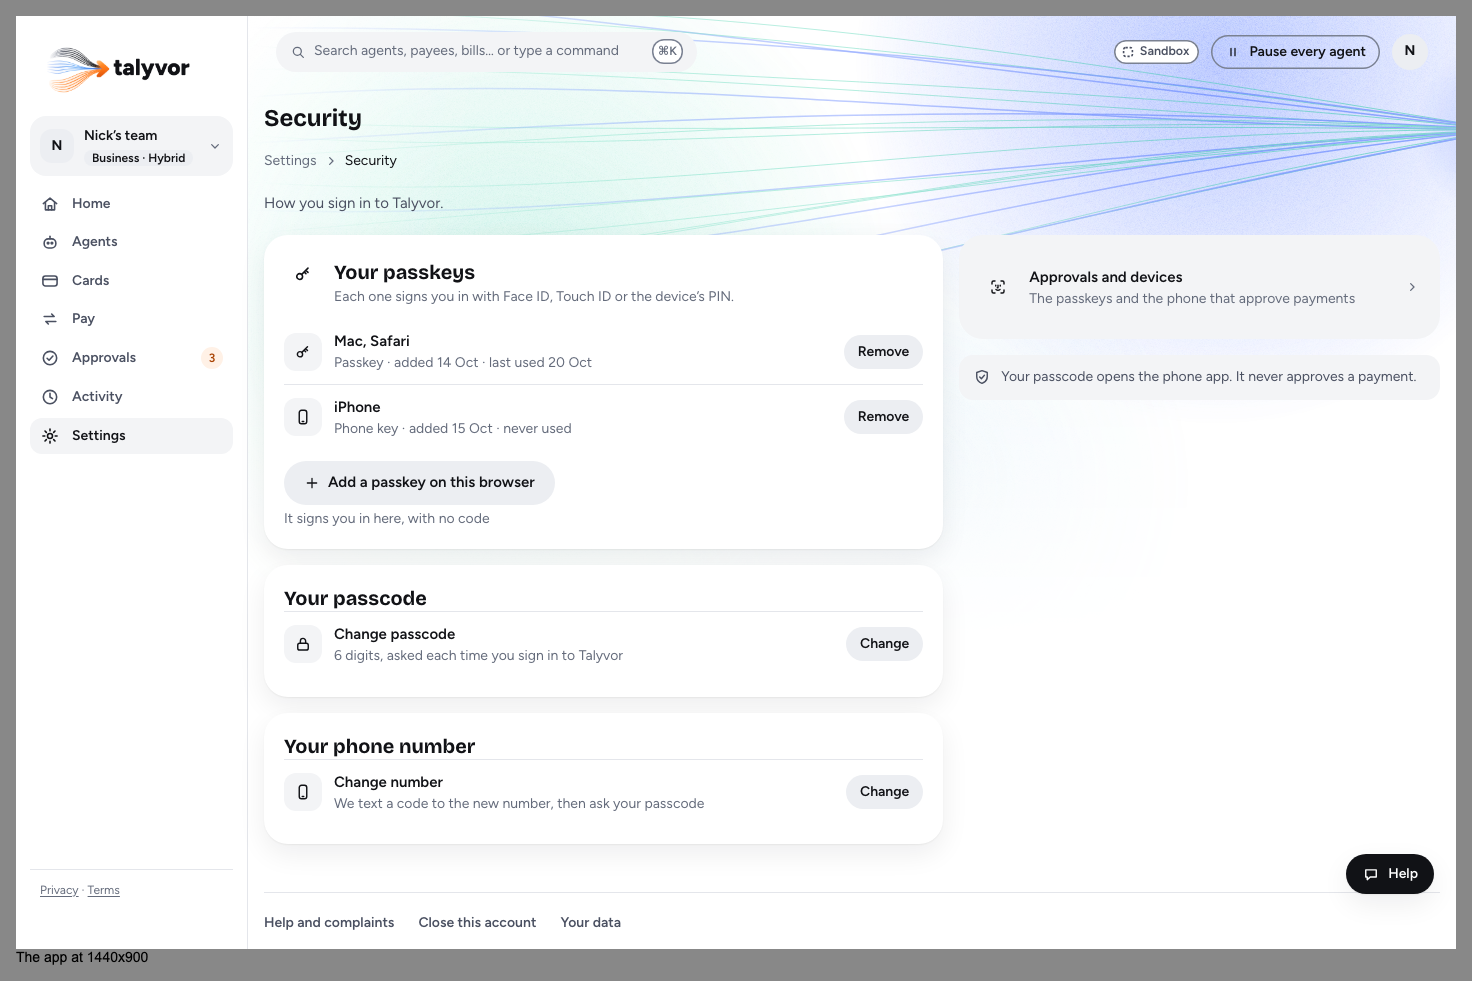 talyvor
N
Nick's team
Business · Hybrid
Home
Agents
Cards
Pay
Approvals
3
Activity
Settings
Privacy · Terms
Search agents, payees, bills... or type a command
⌘K
Sandbox
Pause every agent
N
Security
Settings > Security
How you sign in to Talyvor.
Your passkeys
Each one signs you in with Face ID, Touch ID or the device's PIN.
Mac, Safari
Passkey · added 14 Oct · last used 20 Oct
Remove
iPhone
Phone key · added 15 Oct · never used
Remove
Add a passkey on this browser
It signs you in here, with no code
Your passcode
Change passcode
6 digits, asked each time you sign in to Talyvor
Change
Your phone number
Change number
We text a code to the new number, then ask your passcode
Change
Approvals and devices
The passkeys and the phone that approve payments
Your passcode opens the phone app. It never approves a payment.
Help
Help and complaints
Close this account
Your data
The app at 1440x900